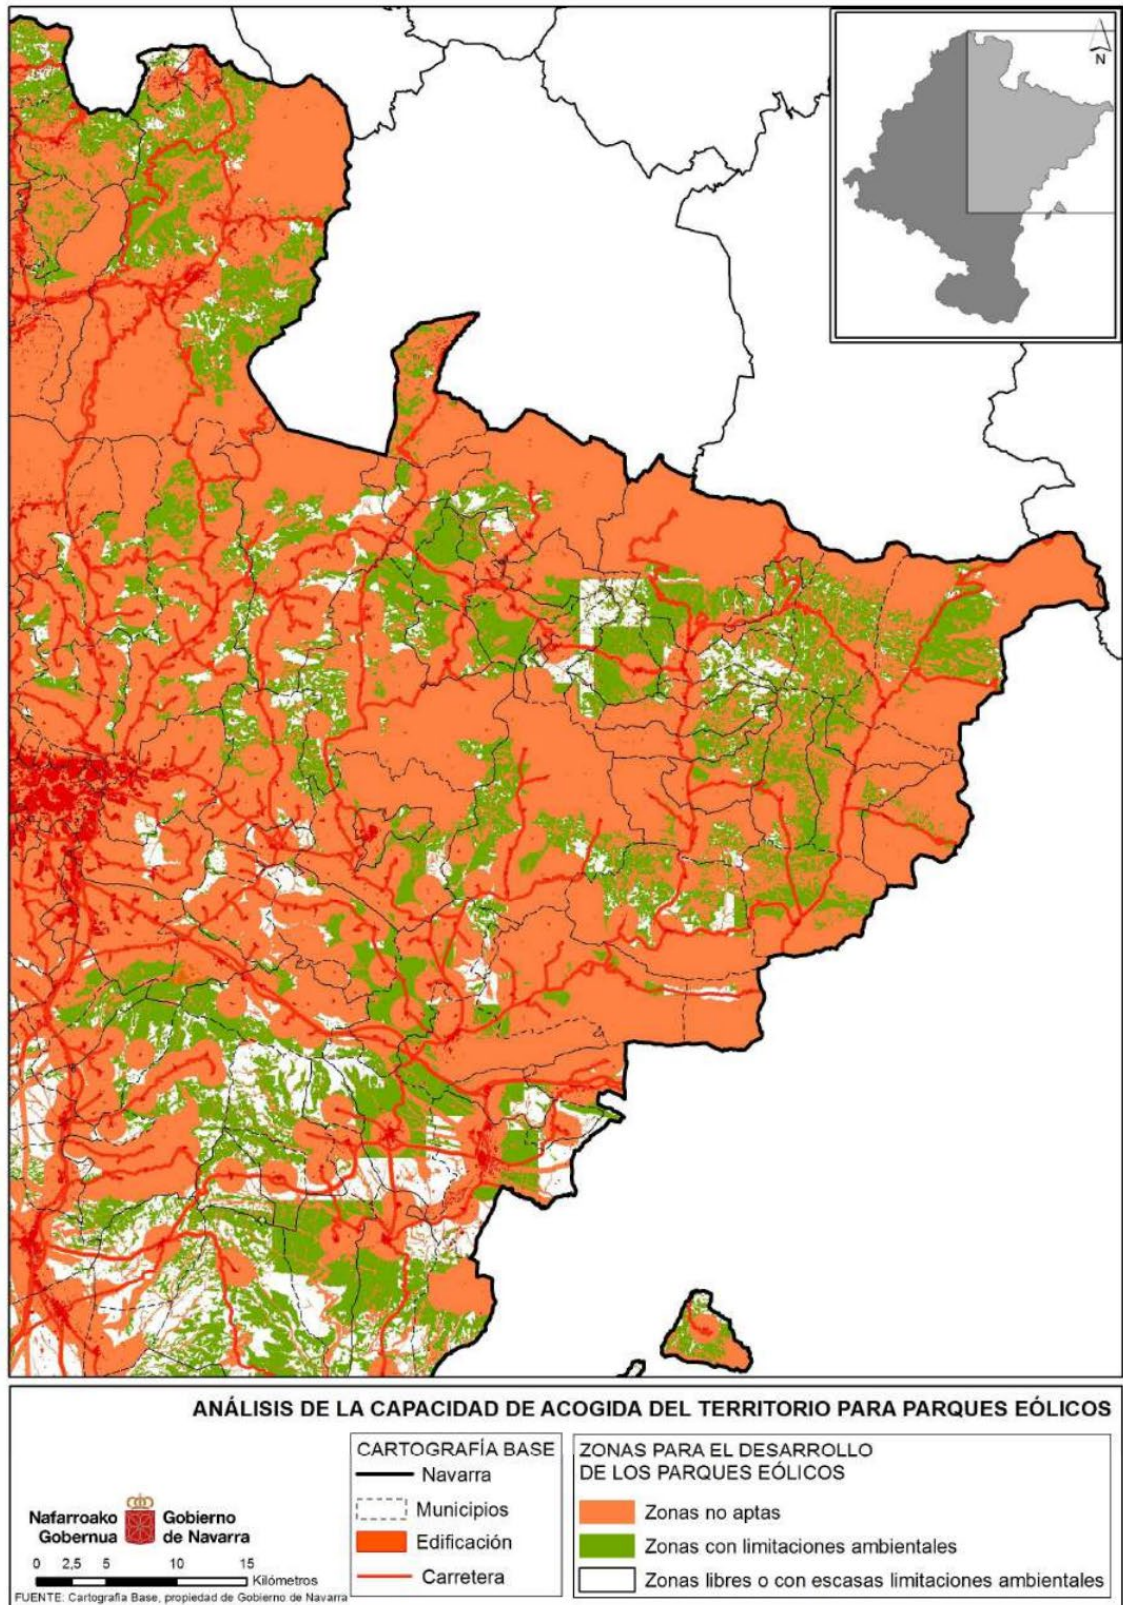 N
ANÁLISIS DE LA CAPACIDAD DE ACOGIDA DEL TERRITORIO PARA PARQUES EÓLICOS
Nafarroako Gobernua
Gobierno de Navarra
0 2,5 5 10 15
Kilómetros
FUENTE: Cartografía Base, propiedad de Gobierno de Navarra
CARTOGRAFÍA BASE
Navarra
Municipios
Edificación
Carretera
ZONAS PARA EL DESARROLLO
DE LOS PARQUES EÓLICOS
Zonas no aptas
Zonas con limitaciones ambientales
Zonas libres o con escasas limitaciones ambientales